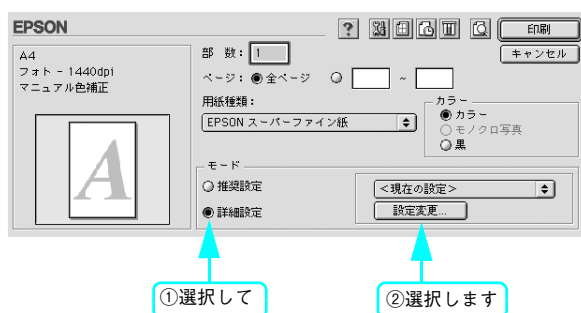 EPSON
?
印刷
キャンセル
A4
フォト - 1440dpi
マニュアル色補正
A
部 数：1
ページ：全ページ ~
用紙種類：
EPSON スーパーファイン紙
カラー
カラー
モノクロ写真
黒
モード
推奨設定
詳細設定
<現在の設定>
設定変更...
①選択して
②選択します